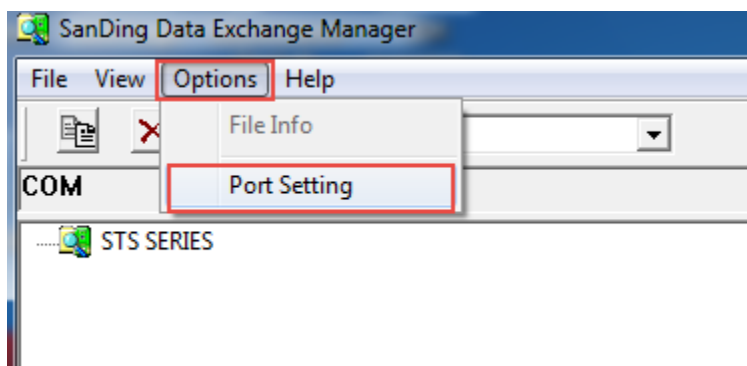 SanDing Data Exchange Manager
File View Options Help
File Info
COM
Port Setting
STS SERIES